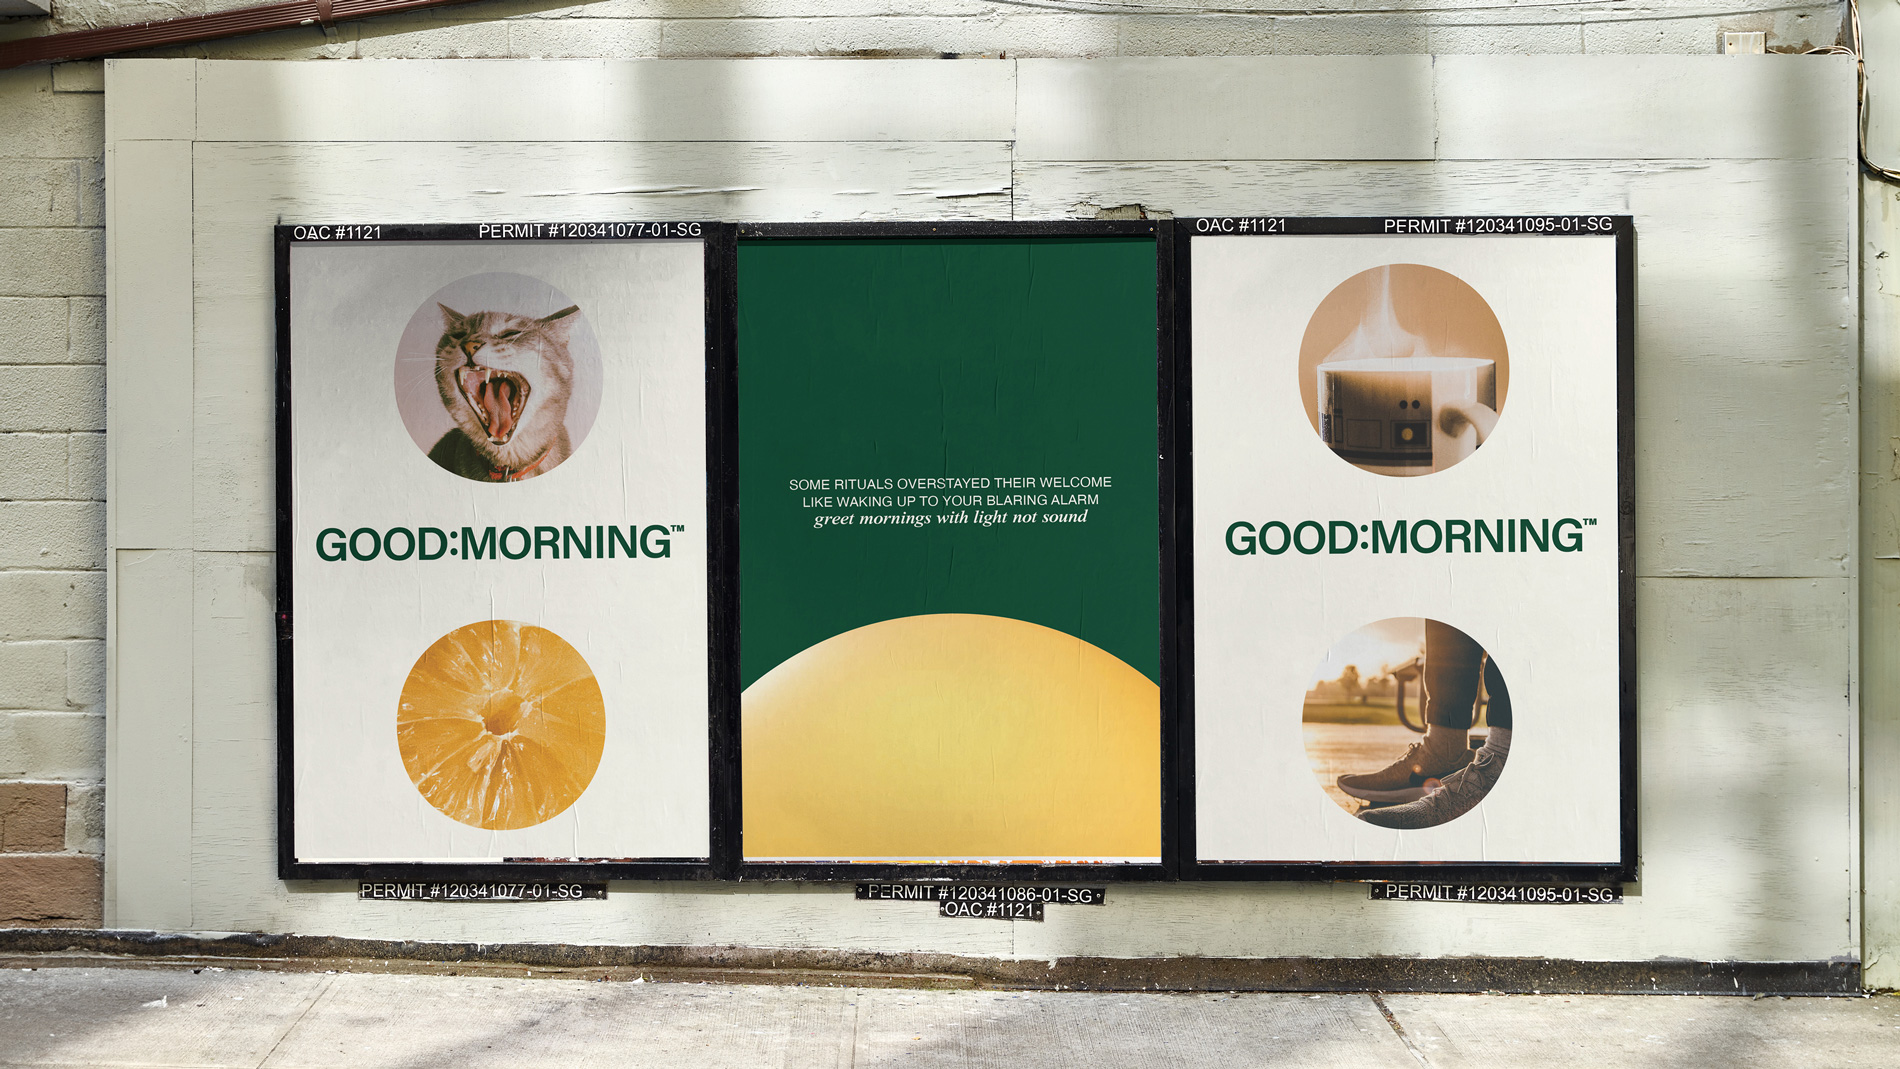 OAC #1121 PERMIT #120341077-01-SG
GOOD:MORNING™
PERMIT #120341077-01-SG
SOME RITUALS OVERSTAYED THEIR WELCOME
LIKE WAKING UP TO YOUR BLARING ALARM
greet mornings with light not sound
PERMIT #120341086-01-SG
OAC #1121
OAC #1121 PERMIT #120341095-01-SG
GOOD:MORNING™
PERMIT #120341095-01-SG